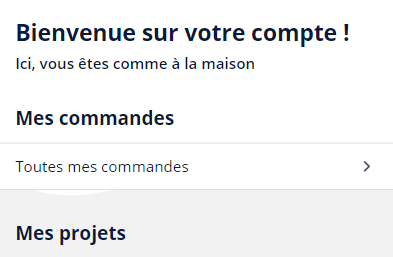 Bienvenue sur votre compte !
Ici, vous êtes comme à la maison
Mes commandes
Toutes mes commandes
Mes projets